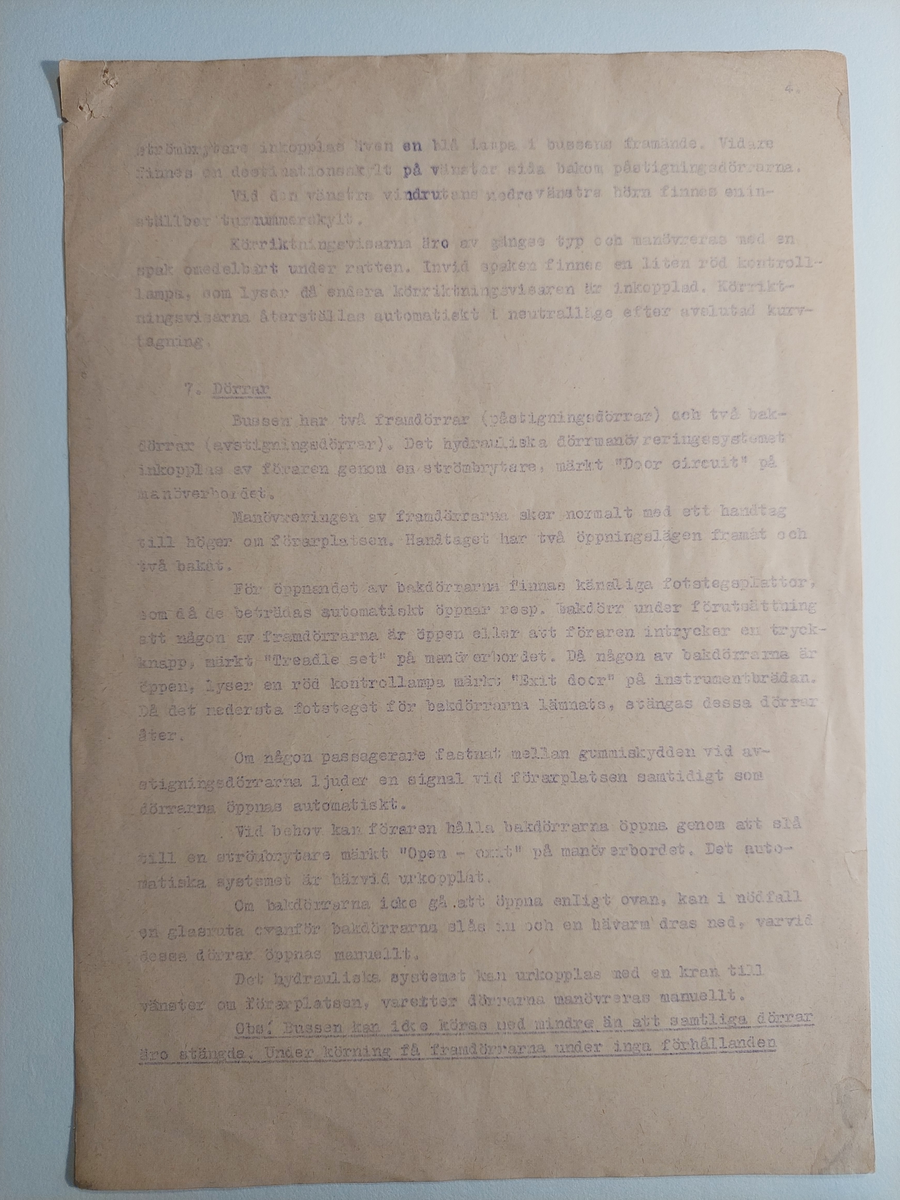 4.
strömbrytare inkopplas även en blå lampa i bussens framände. Vidare
finnes en destinationsskylt på vänster sida bakom påstigningsdörrarna.
Vid den vänstra vindrutans nedre vänstra hörn finnes en in-
ställbar turnummerskylt.
Körriktningsvisarna äro av gängse typ och manövreras med en
spak omedelbart under ratten. Invid spaken finnes en liten röd kontroll-
lampa, som lyser då endera körriktningsvisaren är inkopplad. Körrikt-
ningsvisarna återställas automatiskt i neutralläge efter avslutad kurv-
tagning.
7. Dörrar
Bussen har två framdörrar (påstigningsdörrar) och två bak-
dörrar (avstigningsdörrar). Det hydrauliska dörrmanövreringssystemet
inkopplas av föraren genom en strömbrytare, märkt "Door circuit" på
manöverbordet.
Manövreringen av framdörrarna sker normalt med ett handtag
till höger om förarplatsen. Handtaget har två öppningslägen framåt och
två bakåt.
För öppnandet av bakdörrarna finnas känsliga fotstegsplattor,
som då de beträdas automatiskt öppnar resp. bakdörr under förutsättning
att någon av framdörrarna är öppen eller att föraren intrycker en tryck-
knapp, märkt "Treadle set" på manöverbordet. Då någon av bakdörrarna är
öppen, lyser en röd kontrollampa märkt "Exit door" på instrumentbrädan.
Då det nedersta fotsteget för bakdörrarna lämnats, stängas dessa dörrar
åter.
Om någon passagerare fastnat mellan gummiskydden vid av-
stigningsdörrarna ljuder en signal vid förarplatsen samtidigt som
dörrarna öppnas automatiskt.
Vid behov kan föraren hålla bakdörrarna öppna genom att slå
till en strömbrytare märkt "Open - exit" på manöverbordet. Det auto-
matiska systemet är härvid urkopplat.
Om bakdörrarna icke gå att öppna enligt ovan, kan i nödfall
en glasruta ovanför bakdörrarna slås in och en hävarm dras ned, varvid
dessa dörrar öppnas manuellt.
Det hydrauliska systemet kan urkopplas med en kran till
vänster om förarplatsen, varefter dörrarna manövreras manuellt.
Obs! Bussen kan icke köras med mindre än att samtliga dörrar
äro stängda. Under körning få framdörrarna under inga förhållanden